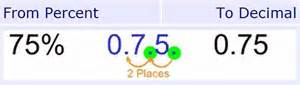 From Percent To Decimal
75% 0.7.5. 0.75
2 Places